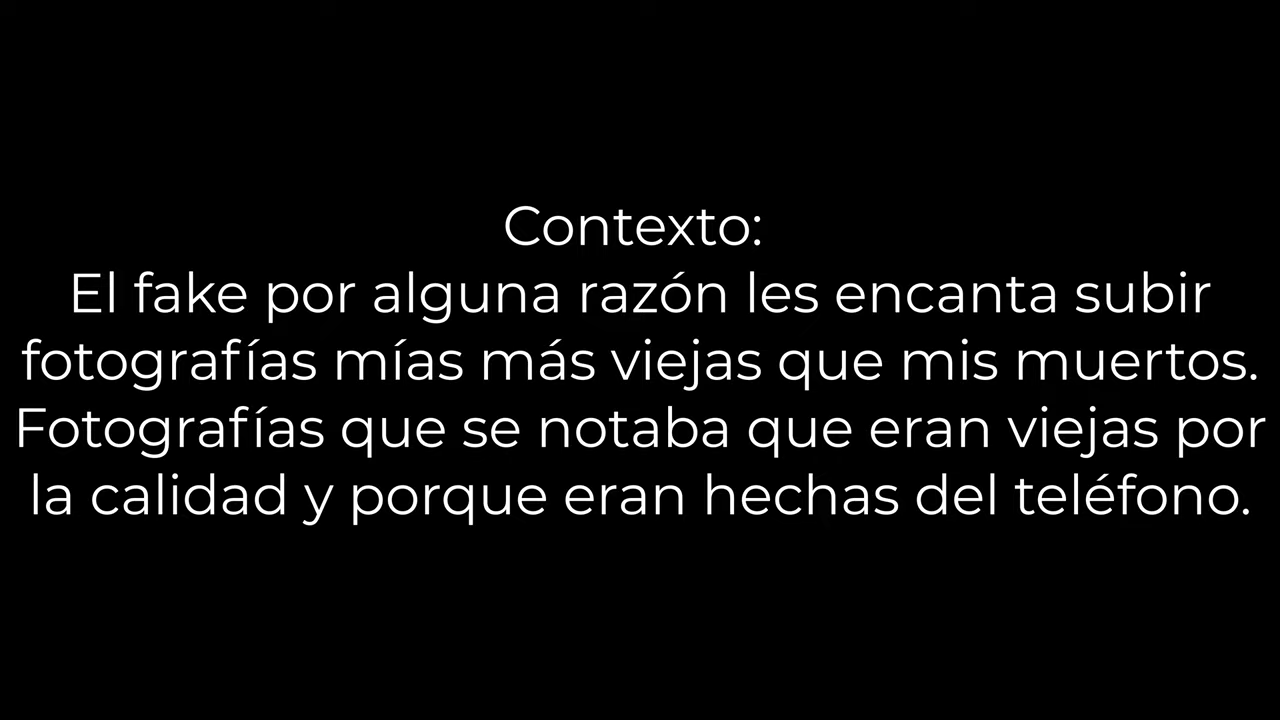 Contexto:
El fake por alguna razón les encanta subir
fotografías mías más viejas que mis muertos.
Fotografías que se notaba que eran viejas por
la calidad y porque eran hechas del teléfono.